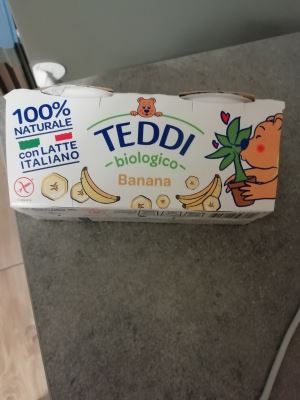 100%
NATURALE
con LATTE
ITALIANO
TEDDI
biologico
Banana